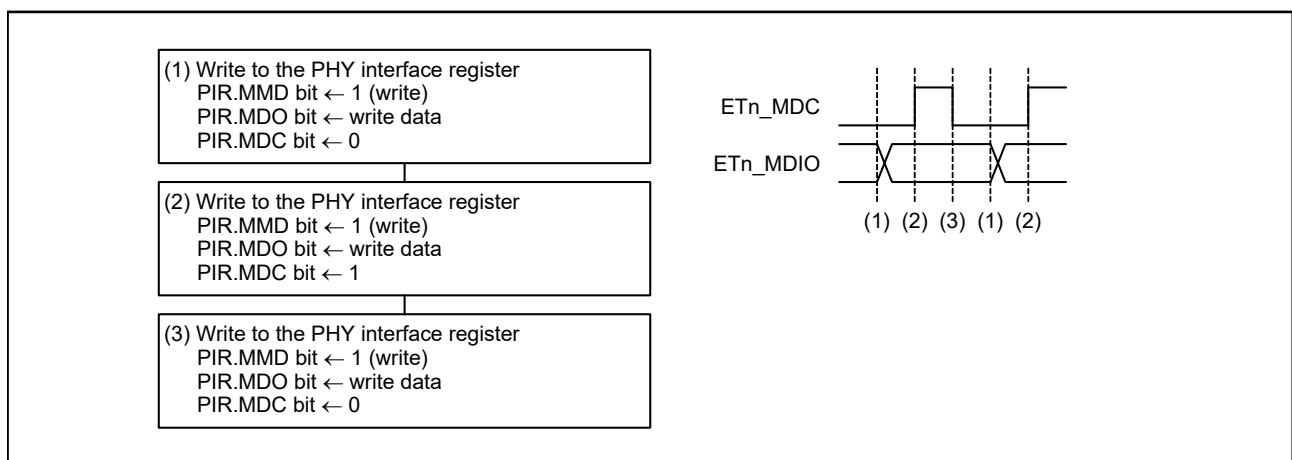 (1) Write to the PHY interface register
PIR.MMD bit ← 1 (write)
PIR.MDO bit ← write data
PIR.MDC bit ← 0
(2) Write to the PHY interface register
PIR.MMD bit ← 1 (write)
PIR.MDO bit ← write data
PIR.MDC bit ← 1
(3) Write to the PHY interface register
PIR.MMD bit ← 1 (write)
PIR.MDO bit ← write data
PIR.MDC bit ← 0
ETn_MDC
ETn_MDIO
(1) (2) (3) (1) (2)